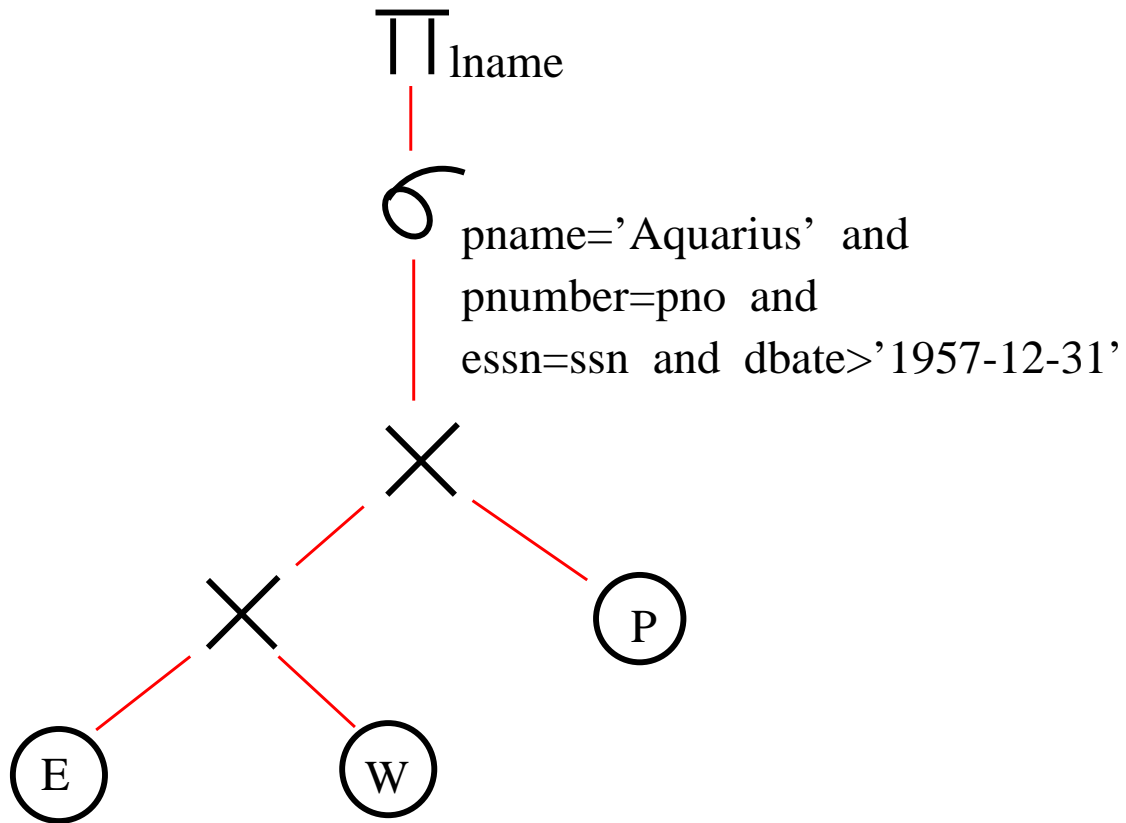 ∏lname
σ
pname=’Aquarius’ and
pnumber=pno and
essn=ssn and dbate>’1957-12-31’
×
×
P
E
W